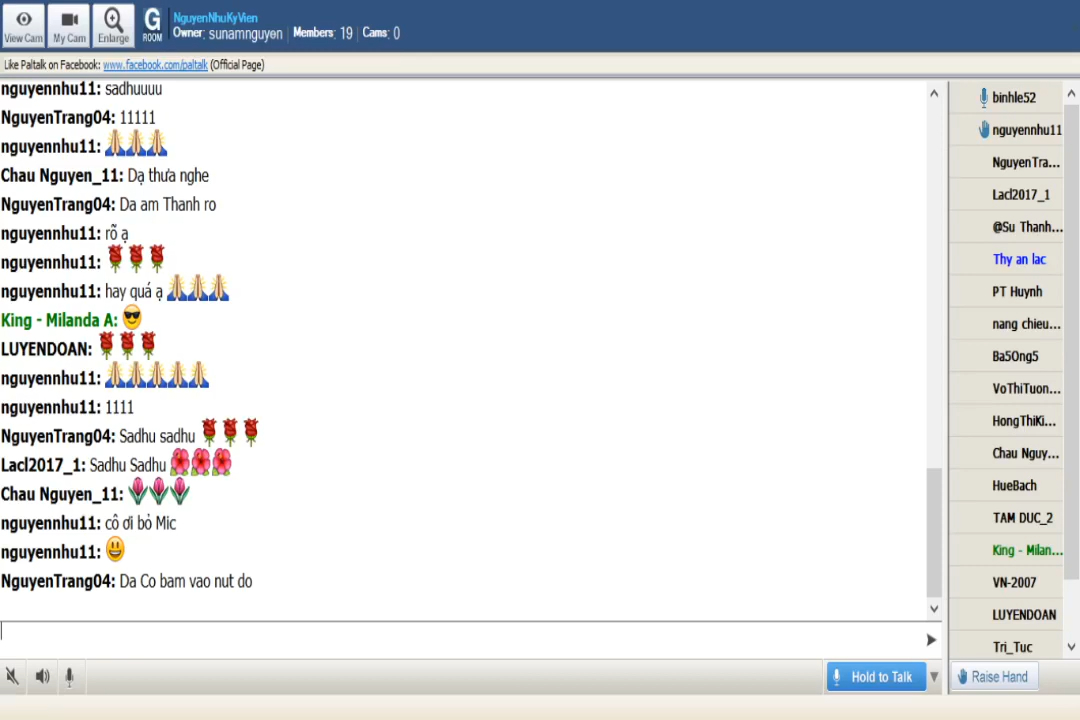 View Cam
My Cam
Enlarge
G
ROOM
NguyenNhuKyVien
Owner: sunamnguyen | Members: 19 | Cams: 0
Like Paltalk on Facebook: www.facebook.com/paltalk (Official Page)
nguyennhu11: sadhuuuu
NguyenTrang04: 11111
nguyennhu11:
Chau Nguyen_11: Dạ thưa nghe
NguyenTrang04: Da am Thanh ro
nguyennhu11: rõ ạ
nguyennhu11:
nguyennhu11: hay quá ạ
King - Milanda A:
LUYENDOAN:
nguyennhu11:
nguyennhu11: 1111
NguyenTrang04: Sadhu sadhu
Lacl2017_1: Sadhu Sadhu
Chau Nguyen_11:
nguyennhu11: cô ơi bỏ Mic
nguyennhu11:
NguyenTrang04: Da Co bam vao nut do
binhle52
nguyennhu11
NguyenTra...
Lacl2017_1
@Su Thanh...
Thy an lac
PT Huynh
nang chieu...
Ba5Ong5
VoThiTuon...
HongThiKi...
Chau Nguy...
HueBach
TAM DUC_2
King - Milan...
VN-2007
LUYENDOAN
Tri_Tuc
Hold to Talk
Raise Hand